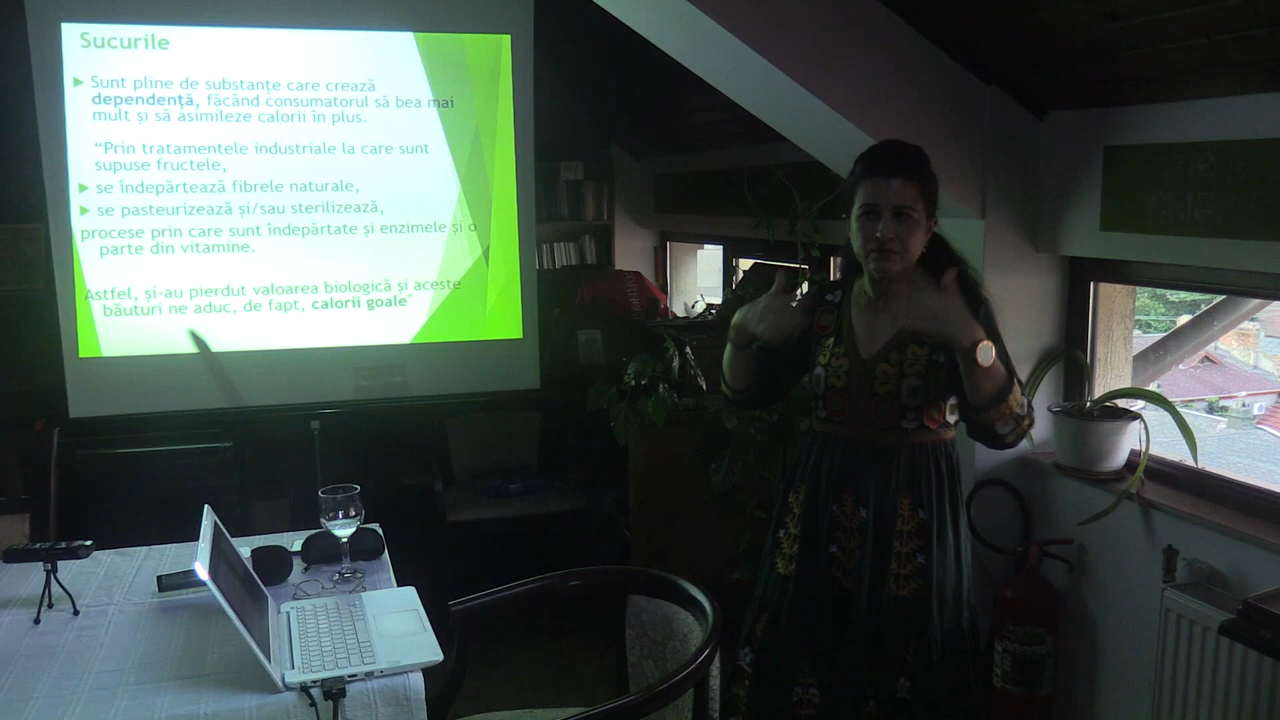 Sucurile
Sunt pline de substanțe care crează
dependență, făcând consumatorul să bea mai
mult și să asimileze calorii în plus.
“Prin tratamentele industriale la care sunt
supuse fructele,
se îndepărtează fibrele naturale,
se pasteurizează și/sau sterilizează,
procese prin care sunt îndepărtate și enzimele și o
parte din vitamine.
Astfel, și-au pierdut valoarea biologică și aceste
băuturi ne aduc, de fapt, calorii goale”